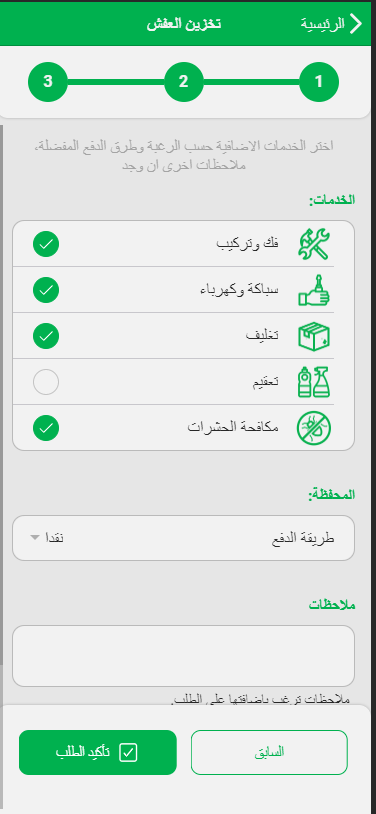 الرئيسية
تخزين العفش
1
2
3
اختر الخدمات الاضافية حسب الرغبة وطرق الدفع المفضلة،
ملاحظات اخرى ان وجد
الخدمات:
فك وتركيب
سباكة وكهرباء
تغليف
تعقيم
مكافحة الحشرات
المحفظة:
طريقة الدفع
نقدا
ملاحظات
ملاحظات ترغب باضافتها على الطلب.
السابق
تأكيد الطلب